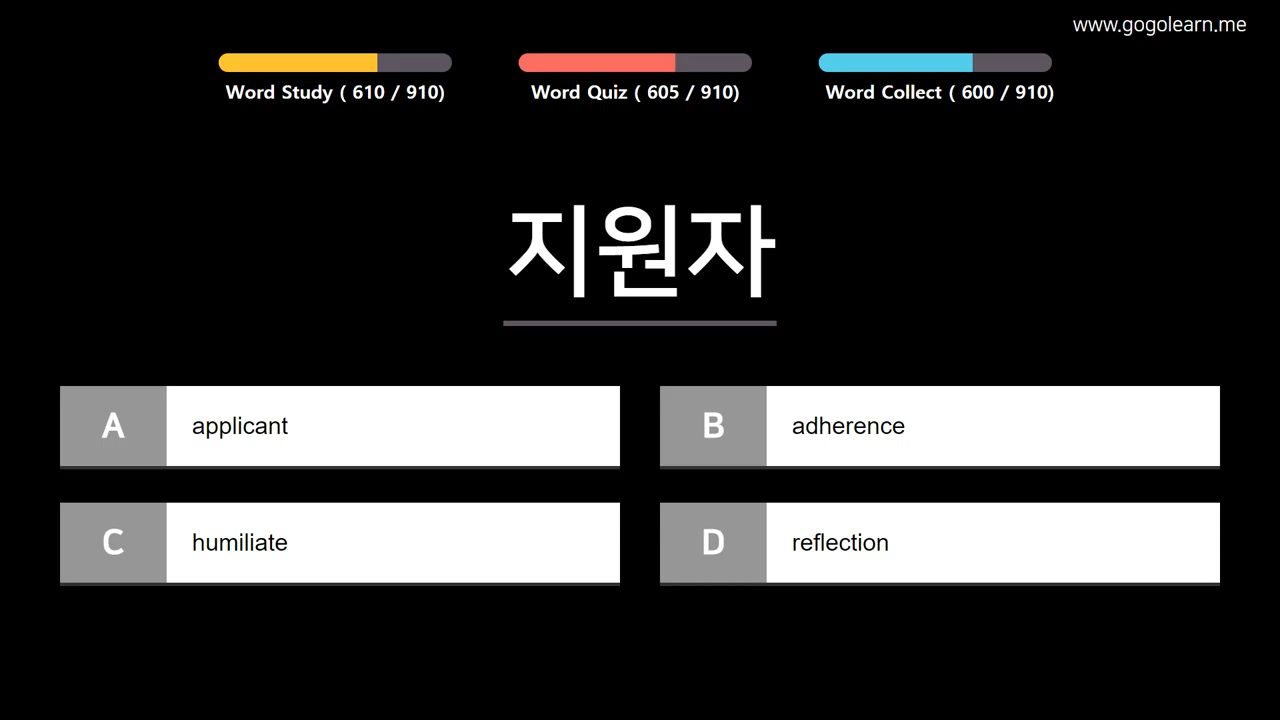 www.gogolearn.me
Word Study ( 610 / 910)
Word Quiz ( 605 / 910)
Word Collect ( 600 / 910)
지원자
A applicant
B adherence
C humiliate
D reflection